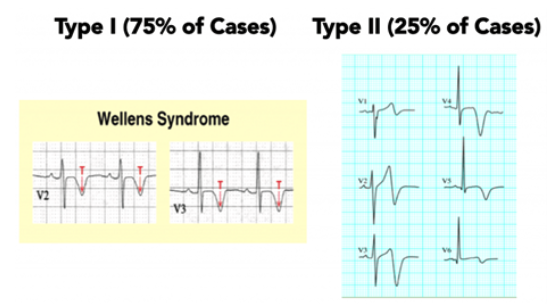 Type I (75% of Cases)
Type II (25% of Cases)
Wellens Syndrome
T
T
V2
T
T
V3
V1
V4
V2
V5
V3
V6